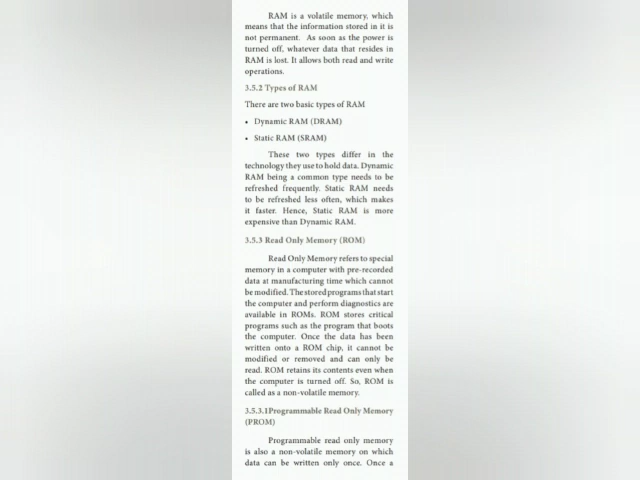 RAM is a volatile memory, which
means that the information stored in it is
not permanent. As soon as the power is
turned off, whatever data that resides in
RAM is lost. It allows both read and write
operations.
3.5.2 Types of RAM
There are two basic types of RAM
• Dynamic RAM (DRAM)
• Static RAM (SRAM)
These two types differ in the
technology they use to hold data. Dynamic
RAM being a common type needs to be
refreshed frequently. Static RAM needs
to be refreshed less often, which makes
it faster. Hence, Static RAM is more
expensive than Dynamic RAM.
3.5.3 Read Only Memory (ROM)
Read Only Memory refers to special
memory in a computer with pre-recorded
data at manufacturing time which cannot
be modified. The stored programs that start
the computer and perform diagnostics are
available in ROMs. ROM stores critical
programs such as the program that boots
the computer. Once the data has been
written onto a ROM chip, it cannot be
modified or removed and can only be
read. ROM retains its contents even when
the computer is turned off. So, ROM is
called as a non-volatile memory.
3.5.3.1Programmable Read Only Memory
(PROM)
Programmable read only memory
is also a non-volatile memory on which
data can be written only once. Once a